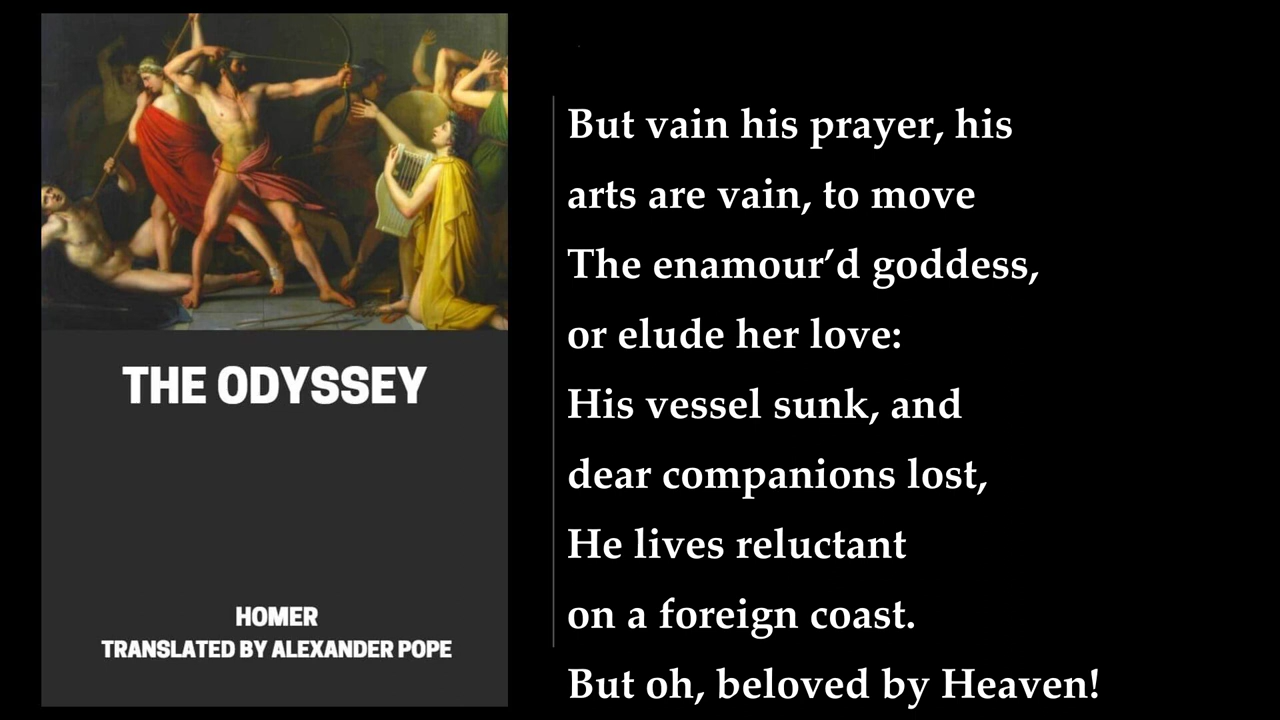 THE ODYSSEY
HOMER
TRANSLATED BY ALEXANDER POPE
But vain his prayer, his
arts are vain, to move
The enamour’d goddess,
or elude her love:
His vessel sunk, and
dear companions lost,
He lives reluctant
on a foreign coast.
But oh, beloved by Heaven!